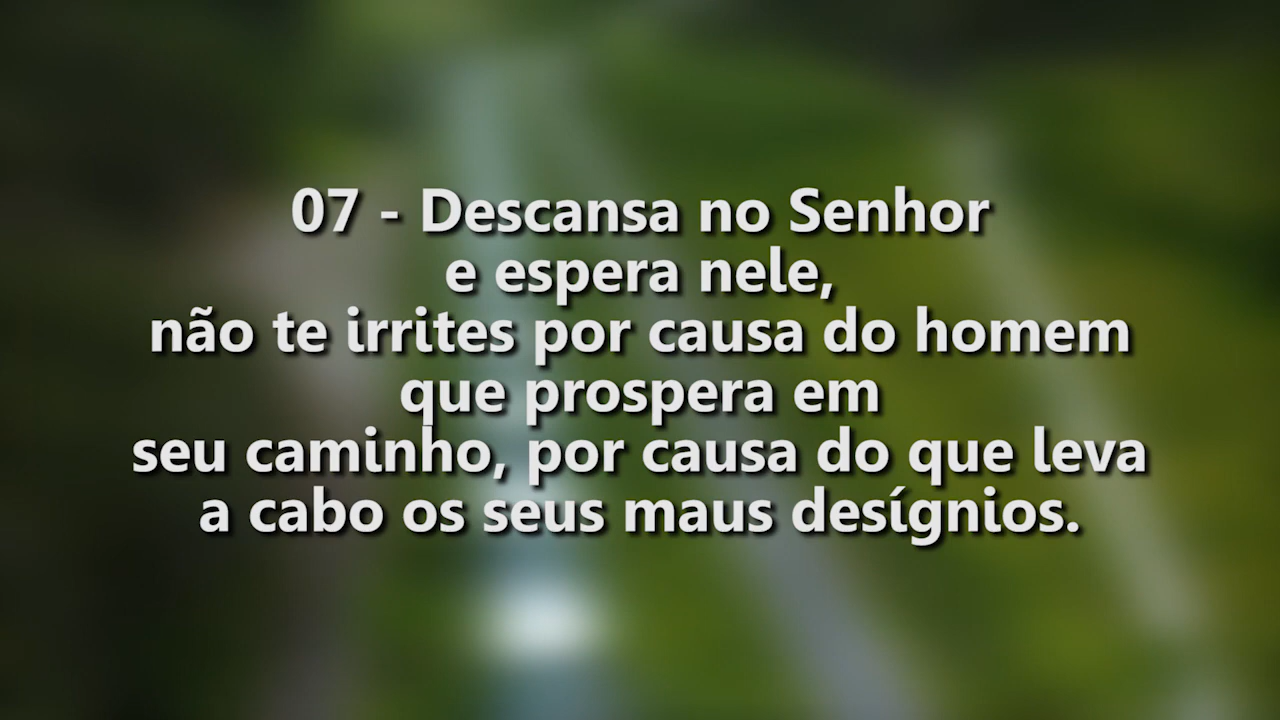 07 - Descansa no Senhor
e espera nele,
não te irrites por causa do homem
que prospera em
seu caminho, por causa do que leva
a cabo os seus maus desígnios.